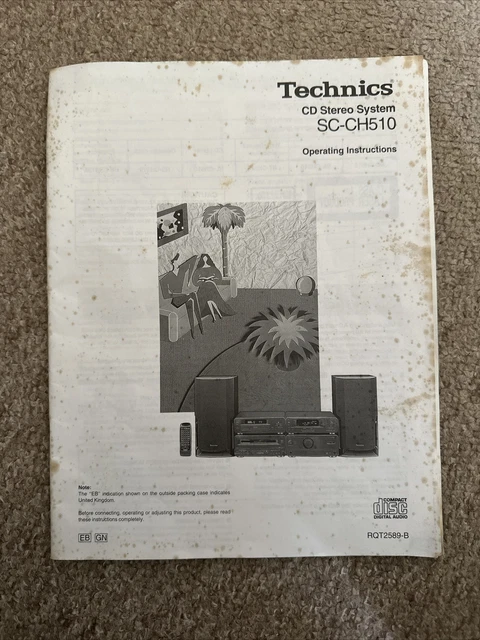 Technics
CD Stereo System
SC-CH510
Operating Instructions
Note:
The "EB" indication shown on the outside packing case indicates
United Kingdom.
Before connecting, operating or adjusting this product, please read
these instructions completely.
EB GN
COMPACT
disc
DIGITAL AUDIO
RQT2589-B